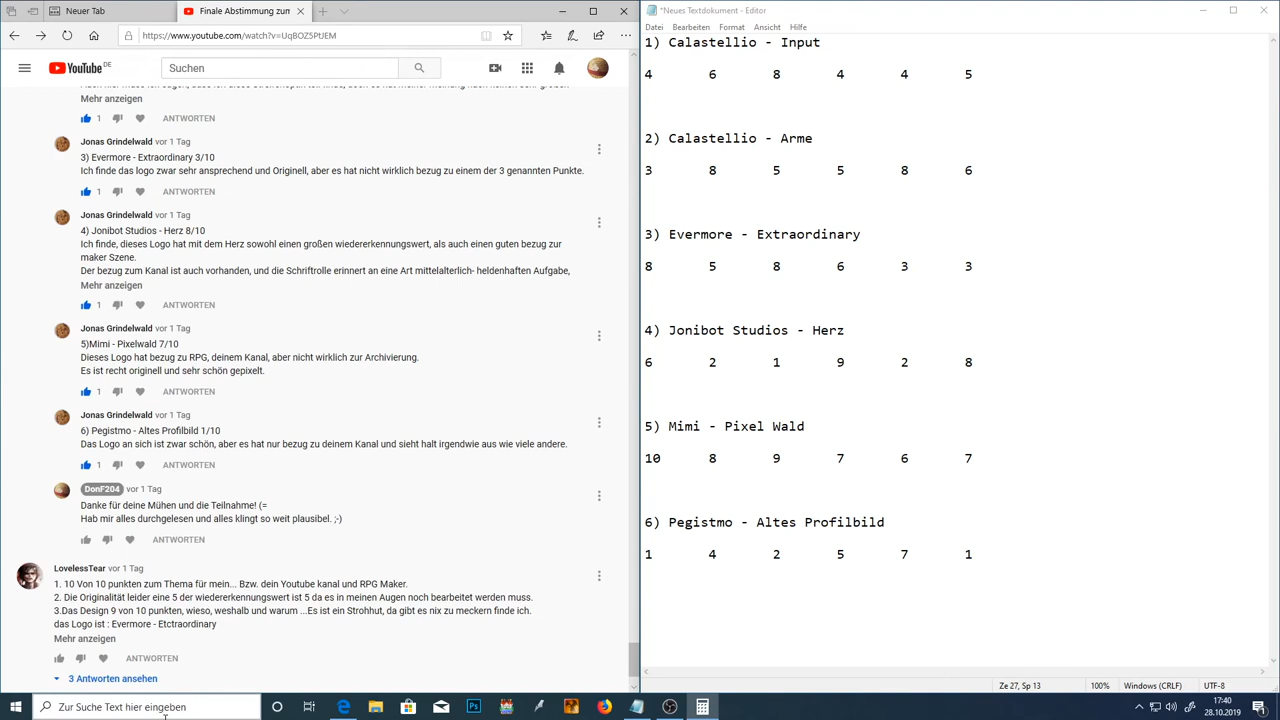 Neuer Tab
Finale Abstimmung zum
https://www.youtube.com/watch?v=UqBOZ5PtJEM
YouTube DE
Suchen
Mehr anzeigen
1 ANTWORTEN
Jonas Grindelwald vor 1 Tag
3) Evermore - Extraordinary 3/10
Ich finde das logo zwar sehr ansprechend und Originell, aber es hat nicht wirklich bezug zu einem der 3 genannten Punkte.
1 ANTWORTEN
Jonas Grindelwald vor 1 Tag
4) Jonibot Studios - Herz 8/10
Ich finde, dieses Logo hat mit dem Herz sowohl einen großen wiedererkennungswert, als auch einen guten bezug zur
maker Szene.
Der bezug zum Kanal ist auch vorhanden, und die Schriftrolle erinnert an eine Art mittelalterlich- heldenhaften Aufgabe,
Mehr anzeigen
1 ANTWORTEN
Jonas Grindelwald vor 1 Tag
5)Mimi - Pixelwald 7/10
Dieses Logo hat bezug zu RPG, deinem Kanal, aber nicht wirklich zur Archivierung.
Es ist recht originell und sehr schön gepixelt.
1 ANTWORTEN
Jonas Grindelwald vor 1 Tag
6) Pegistmo - Altes Profilbild 1/10
Das Logo an sich ist zwar schön, aber es hat nur bezug zu deinem Kanal und sieht halt irgendwie aus wie viele andere.
1 ANTWORTEN
DonF204 vor 1 Tag
Danke für deine Mühen und die Teilnahme! (=
Hab mir alles durchgelesen und alles klingt so weit plausibel. ;-)
ANTWORTEN
LovelessTear vor 1 Tag
1. 10 Von 10 punkten zum Thema für mein... Bzw. dein Youtube kanal und RPG Maker.
2. Die Originalität leider eine 5 der wiedererkennungswert ist 5 da es in meinen Augen noch bearbeitet werden muss.
3.Das Design 9 von 10 punkten, wieso, weshalb und warum ...Es ist ein Strohhut, da gibt es nix zu meckern finde ich.
das Logo ist : Evermore - Etctraordinary
Mehr anzeigen
ANTWORTEN
3 Antworten ansehen
*Neues Textdokument - Editor
Datei Bearbeiten Format Ansicht Hilfe
1) Calastellio - Input
4 6 8 4 4 5
2) Calastellio - Arme
3 8 5 5 8 6
3) Evermore - Extraordinary
8 5 8 6 3 3
4) Jonibot Studios - Herz
6 2 1 9 2 8
5) Mimi - Pixel Wald
10 8 9 7 6 7
6) Pegistmo - Altes Profilbild
1 4 2 5 7 1
Ze 27, Sp 13 100% Windows (CRLF) UTF-8
Zur Suche Text hier eingeben
17:40
28.10.2019